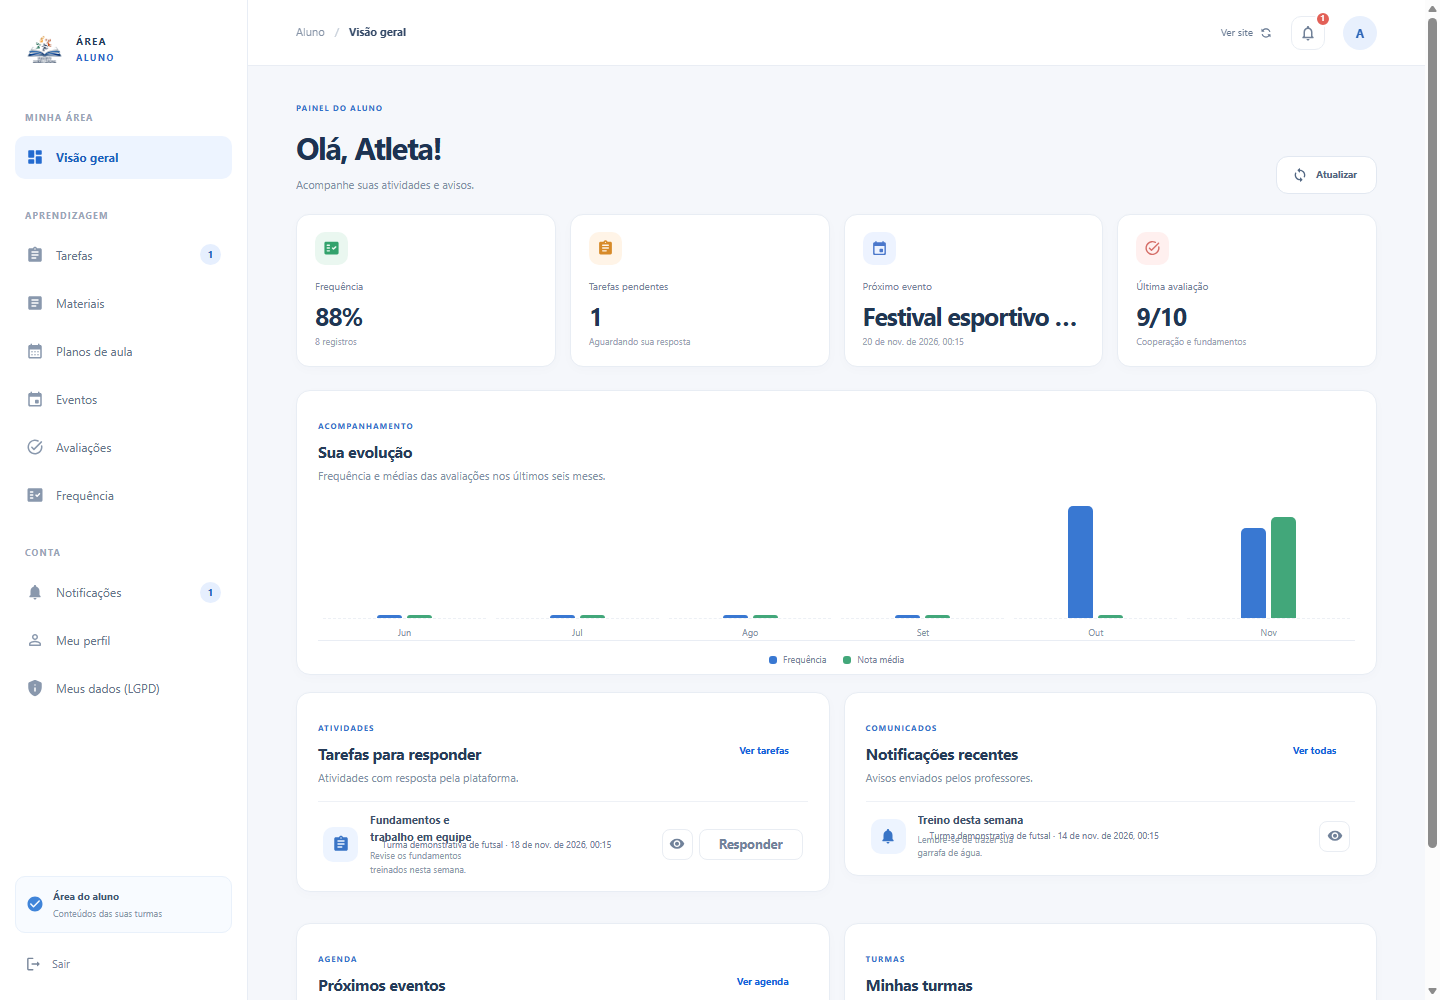 ÁREA
ALUNO
MINHA ÁREA
Visão geral
APRENDIZAGEM
Tarefas 1
Materiais
Planos de aula
Eventos
Avaliações
Frequência
CONTA
Notificações 1
Meu perfil
Meus dados (LGPD)
Área do aluno
Conteúdos das suas turmas
Sair
Aluno / Visão geral
Ver site
1
A
PAINEL DO ALUNO
Olá, Atleta!
Acompanhe suas atividades e avisos.
Atualizar
Frequência
88%
8 registros
Tarefas pendentes
1
Aguardando sua resposta
Próximo evento
Festival esportivo …
20 de nov. de 2026, 00:15
Última avaliação
9/10
Cooperação e fundamentos
ACOMPANHAMENTO
Sua evolução
Frequência e médias das avaliações nos últimos seis meses.
Jun Jul Ago Set Out Nov
Frequência Nota média
ATIVIDADES
Tarefas para responder
Ver tarefas
Atividades com resposta pela plataforma.
Fundamentos e
trabalho em equipe
Turma demonstrativa de futsal · 18 de nov. de 2026, 00:15
Revise os fundamentos
treinados nesta semana.
Responder
COMUNICADOS
Notificações recentes
Ver todas
Avisos enviados pelos professores.
Treino desta semana
Turma demonstrativa de futsal · 14 de nov. de 2026, 00:15
Lembre-se de trazer sua
garrafa de água.
AGENDA
Próximos eventos
Ver agenda
TURMAS
Minhas turmas